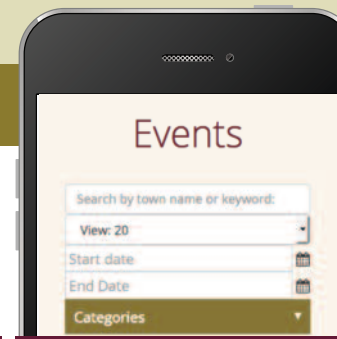 Events
Search by town name or keyword:
View: 20
Start date
End Date
Categories